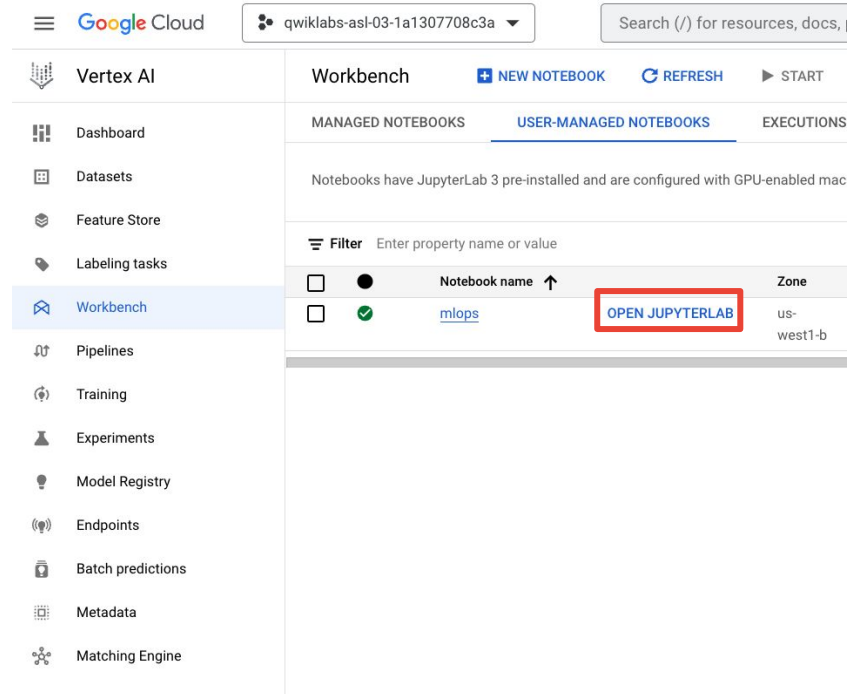 Google Cloud
qwiklabs-asl-03-1a1307708c3a
Search (/) for resources, docs,
Vertex AI
Workbench
NEW NOTEBOOK
REFRESH
START
Dashboard
Datasets
Feature Store
Labeling tasks
Workbench
Pipelines
Training
Experiments
Model Registry
Endpoints
Batch predictions
Metadata
Matching Engine
MANAGED NOTEBOOKS
USER-MANAGED NOTEBOOKS
EXECUTIONS
Notebooks have JupyterLab 3 pre-installed and are configured with GPU-enabled mac
Filter Enter property name or value
Notebook name
Zone
mlops
OPEN JUPYTERLAB
us-
west1-b